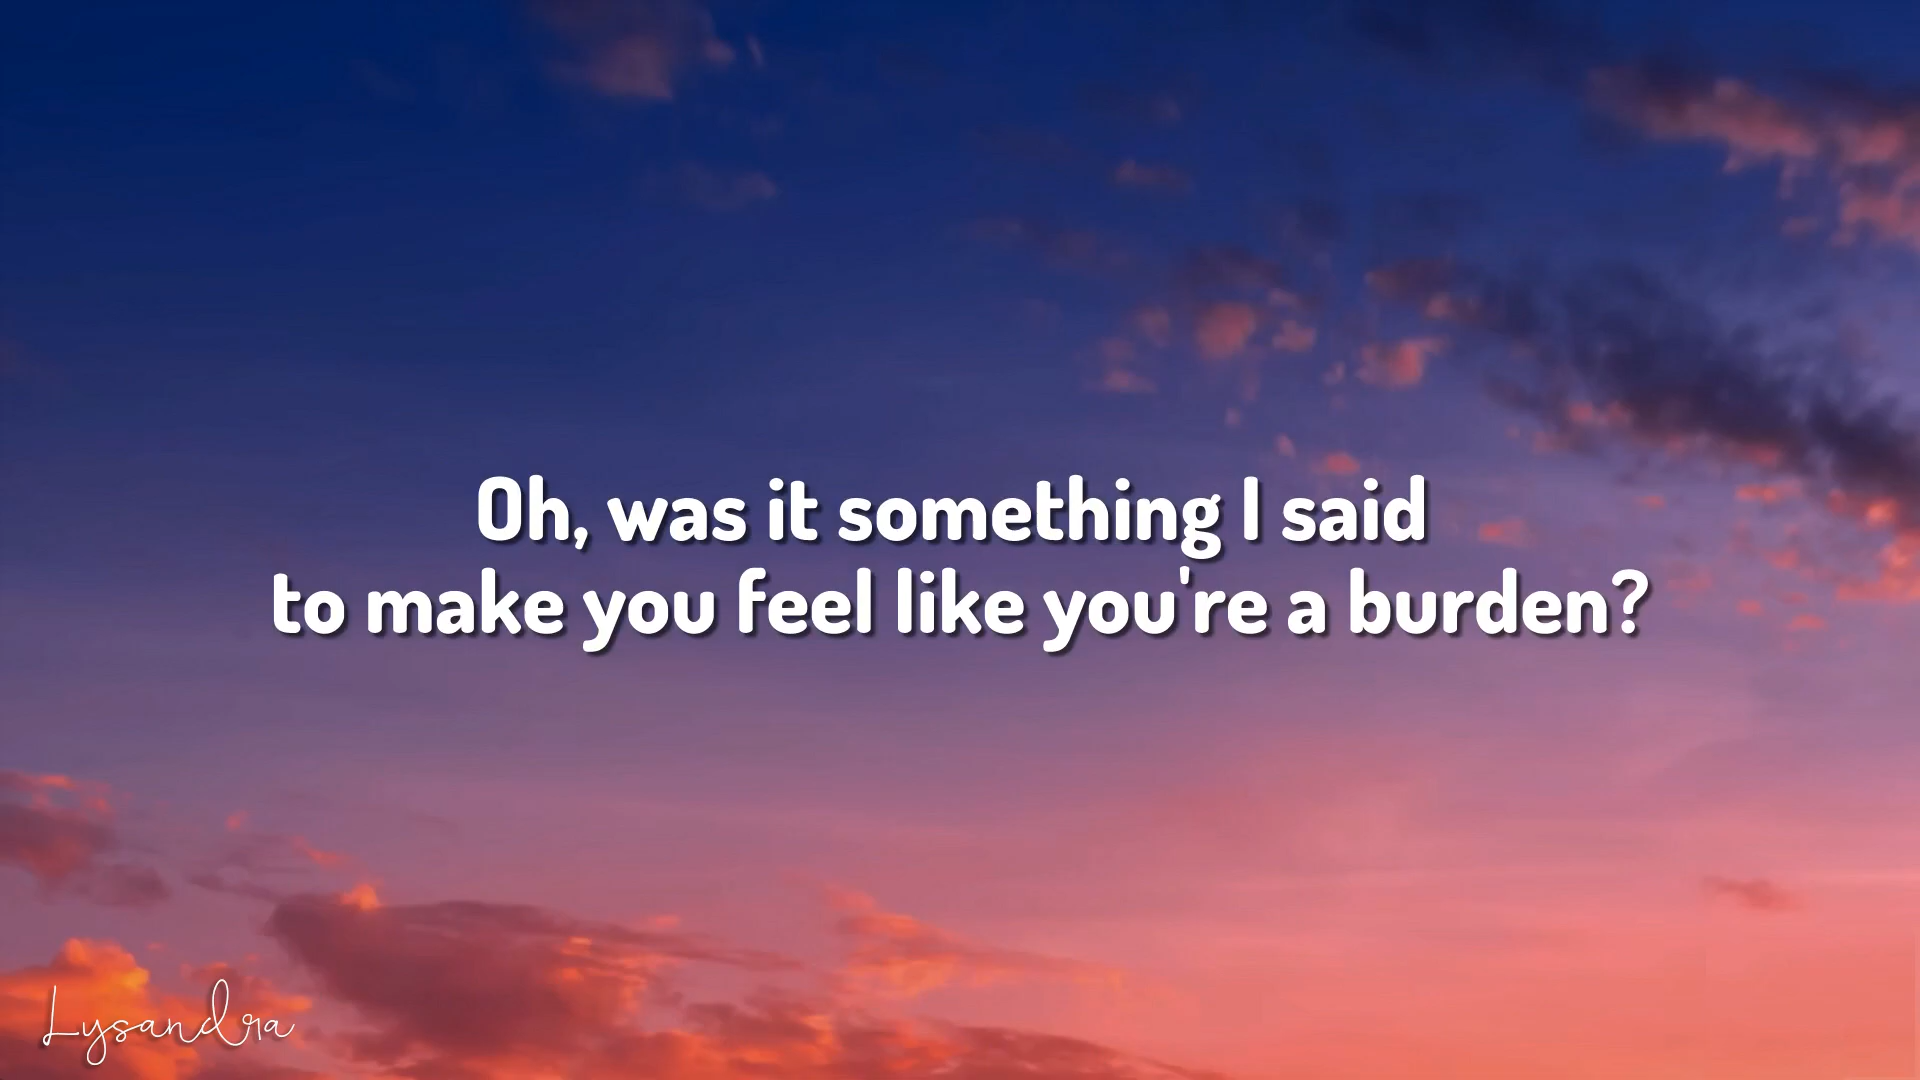 Oh, was it something I said
to make you feel like you're a burden?
Lysandra